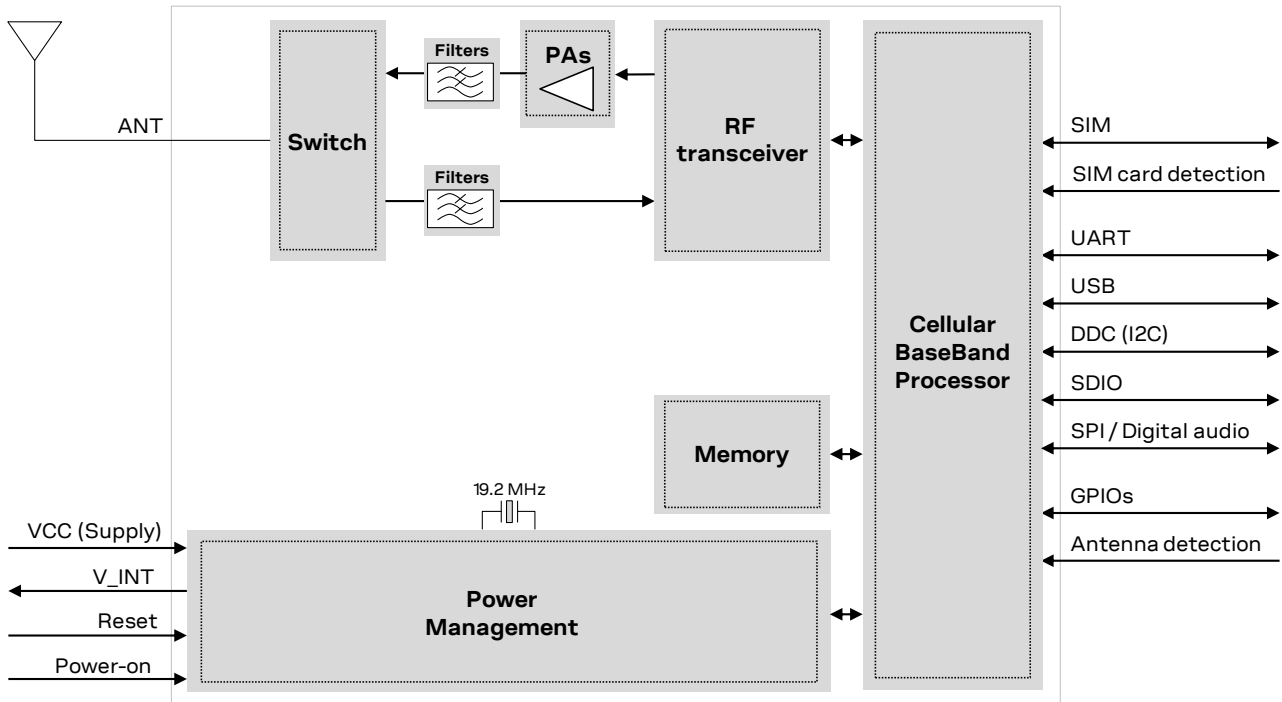 Filters
PAs
ANT
Switch
RF
transceiver
SIM
SIM card detection
Filters
UART
USB
Cellular
BaseBand
Processor
DDC (I2C)
SDIO
SPI / Digital audio
Memory
19.2 MHz
GPIOs
VCC (Supply)
Antenna detection
V_INT
Power
Management
Reset
Power-on